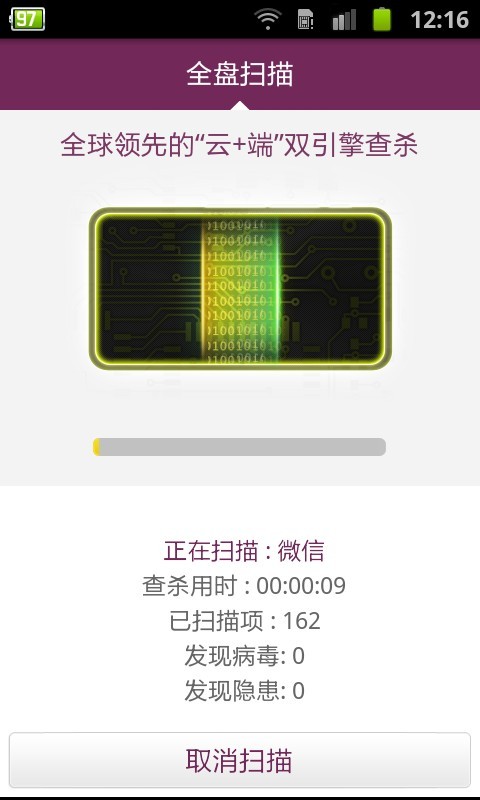 97
12:16
全盘扫描
全球领先的“云+端”双引擎查杀
正在扫描 : 微信
查杀用时 : 00:00:09
已扫描项 : 162
发现病毒: 0
发现隐患: 0
取消扫描